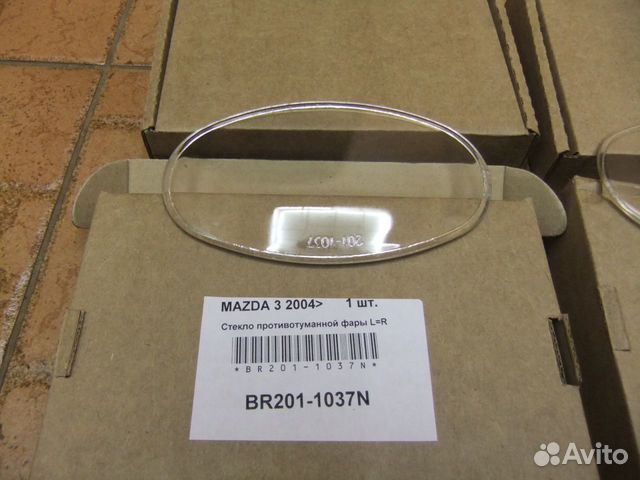 201-1037
MAZDA 3 2004> 1 шт.
Стекло противотуманной фары L=R
*BR201-1037N*
BR201-1037N
Avito